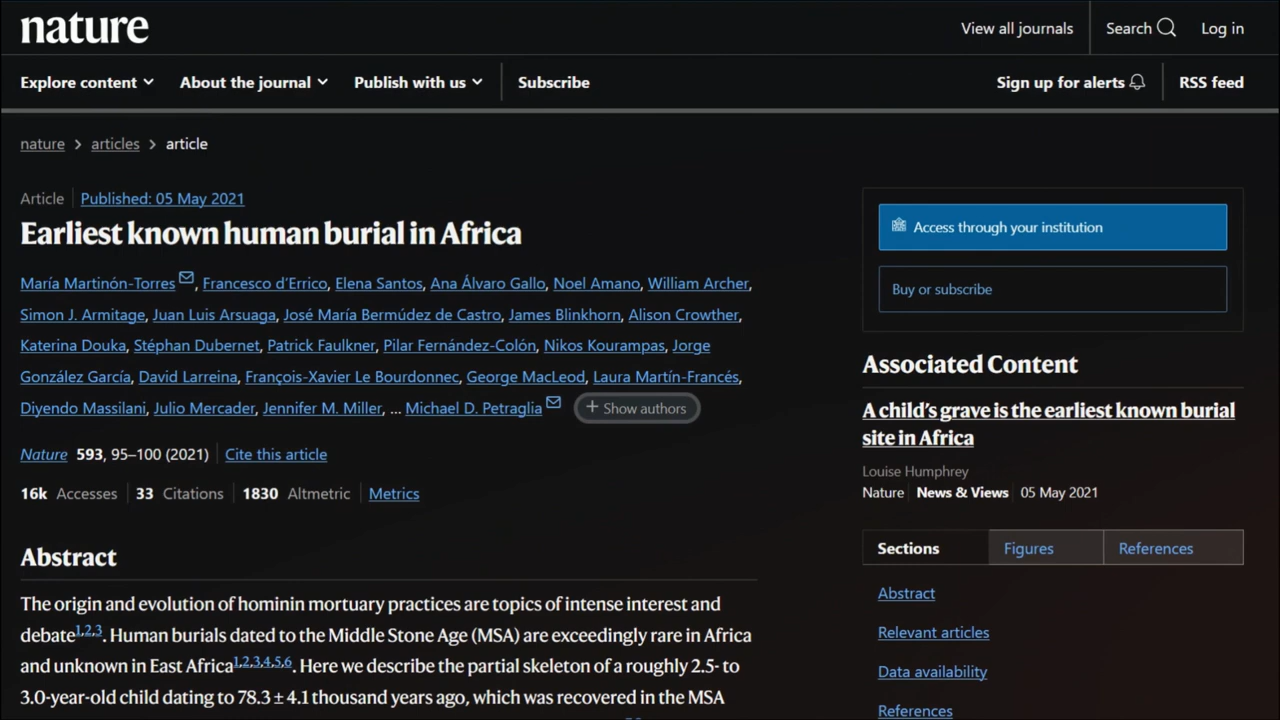 nature
View all journals
Search
Log in
Explore content
About the journal
Publish with us
Subscribe
Sign up for alerts
RSS feed
nature > articles > article
Article
Published: 05 May 2021
Earliest known human burial in Africa
María Martinón-Torres, Francesco d'Errico, Elena Santos, Ana Álvaro Gallo, Noel Amano, William Archer,
Simon J. Armitage, Juan Luis Arsuaga, José María Bermúdez de Castro, James Blinkhorn, Alison Crowther,
Katerina Douka, Stéphan Dubernet, Patrick Faulkner, Pilar Fernández-Colón, Nikos Kourampas, Jorge
González García, David Larreina, François-Xavier Le Bourdonnec, George MacLeod, Laura Martín-Francés,
Diyendo Massilani, Julio Mercader, Jennifer M. Miller, ... Michael D. Petraglia + Show authors
Nature 593, 95–100 (2021) Cite this article
16k Accesses 33 Citations 1830 Altmetric Metrics
Abstract
The origin and evolution of hominin mortuary practices are topics of intense interest and
debate1,2,3. Human burials dated to the Middle Stone Age (MSA) are exceedingly rare in Africa
and unknown in East Africa1,2,3,4,5,6. Here we describe the partial skeleton of a roughly 2.5- to
3.0-year-old child dating to 78.3 ± 4.1 thousand years ago, which was recovered in the MSA
Access through your institution
Buy or subscribe
Associated Content
A child's grave is the earliest known burial
site in Africa
Louise Humphrey
Nature News & Views 05 May 2021
Sections
Figures
References
Abstract
Relevant articles
Data availability
References